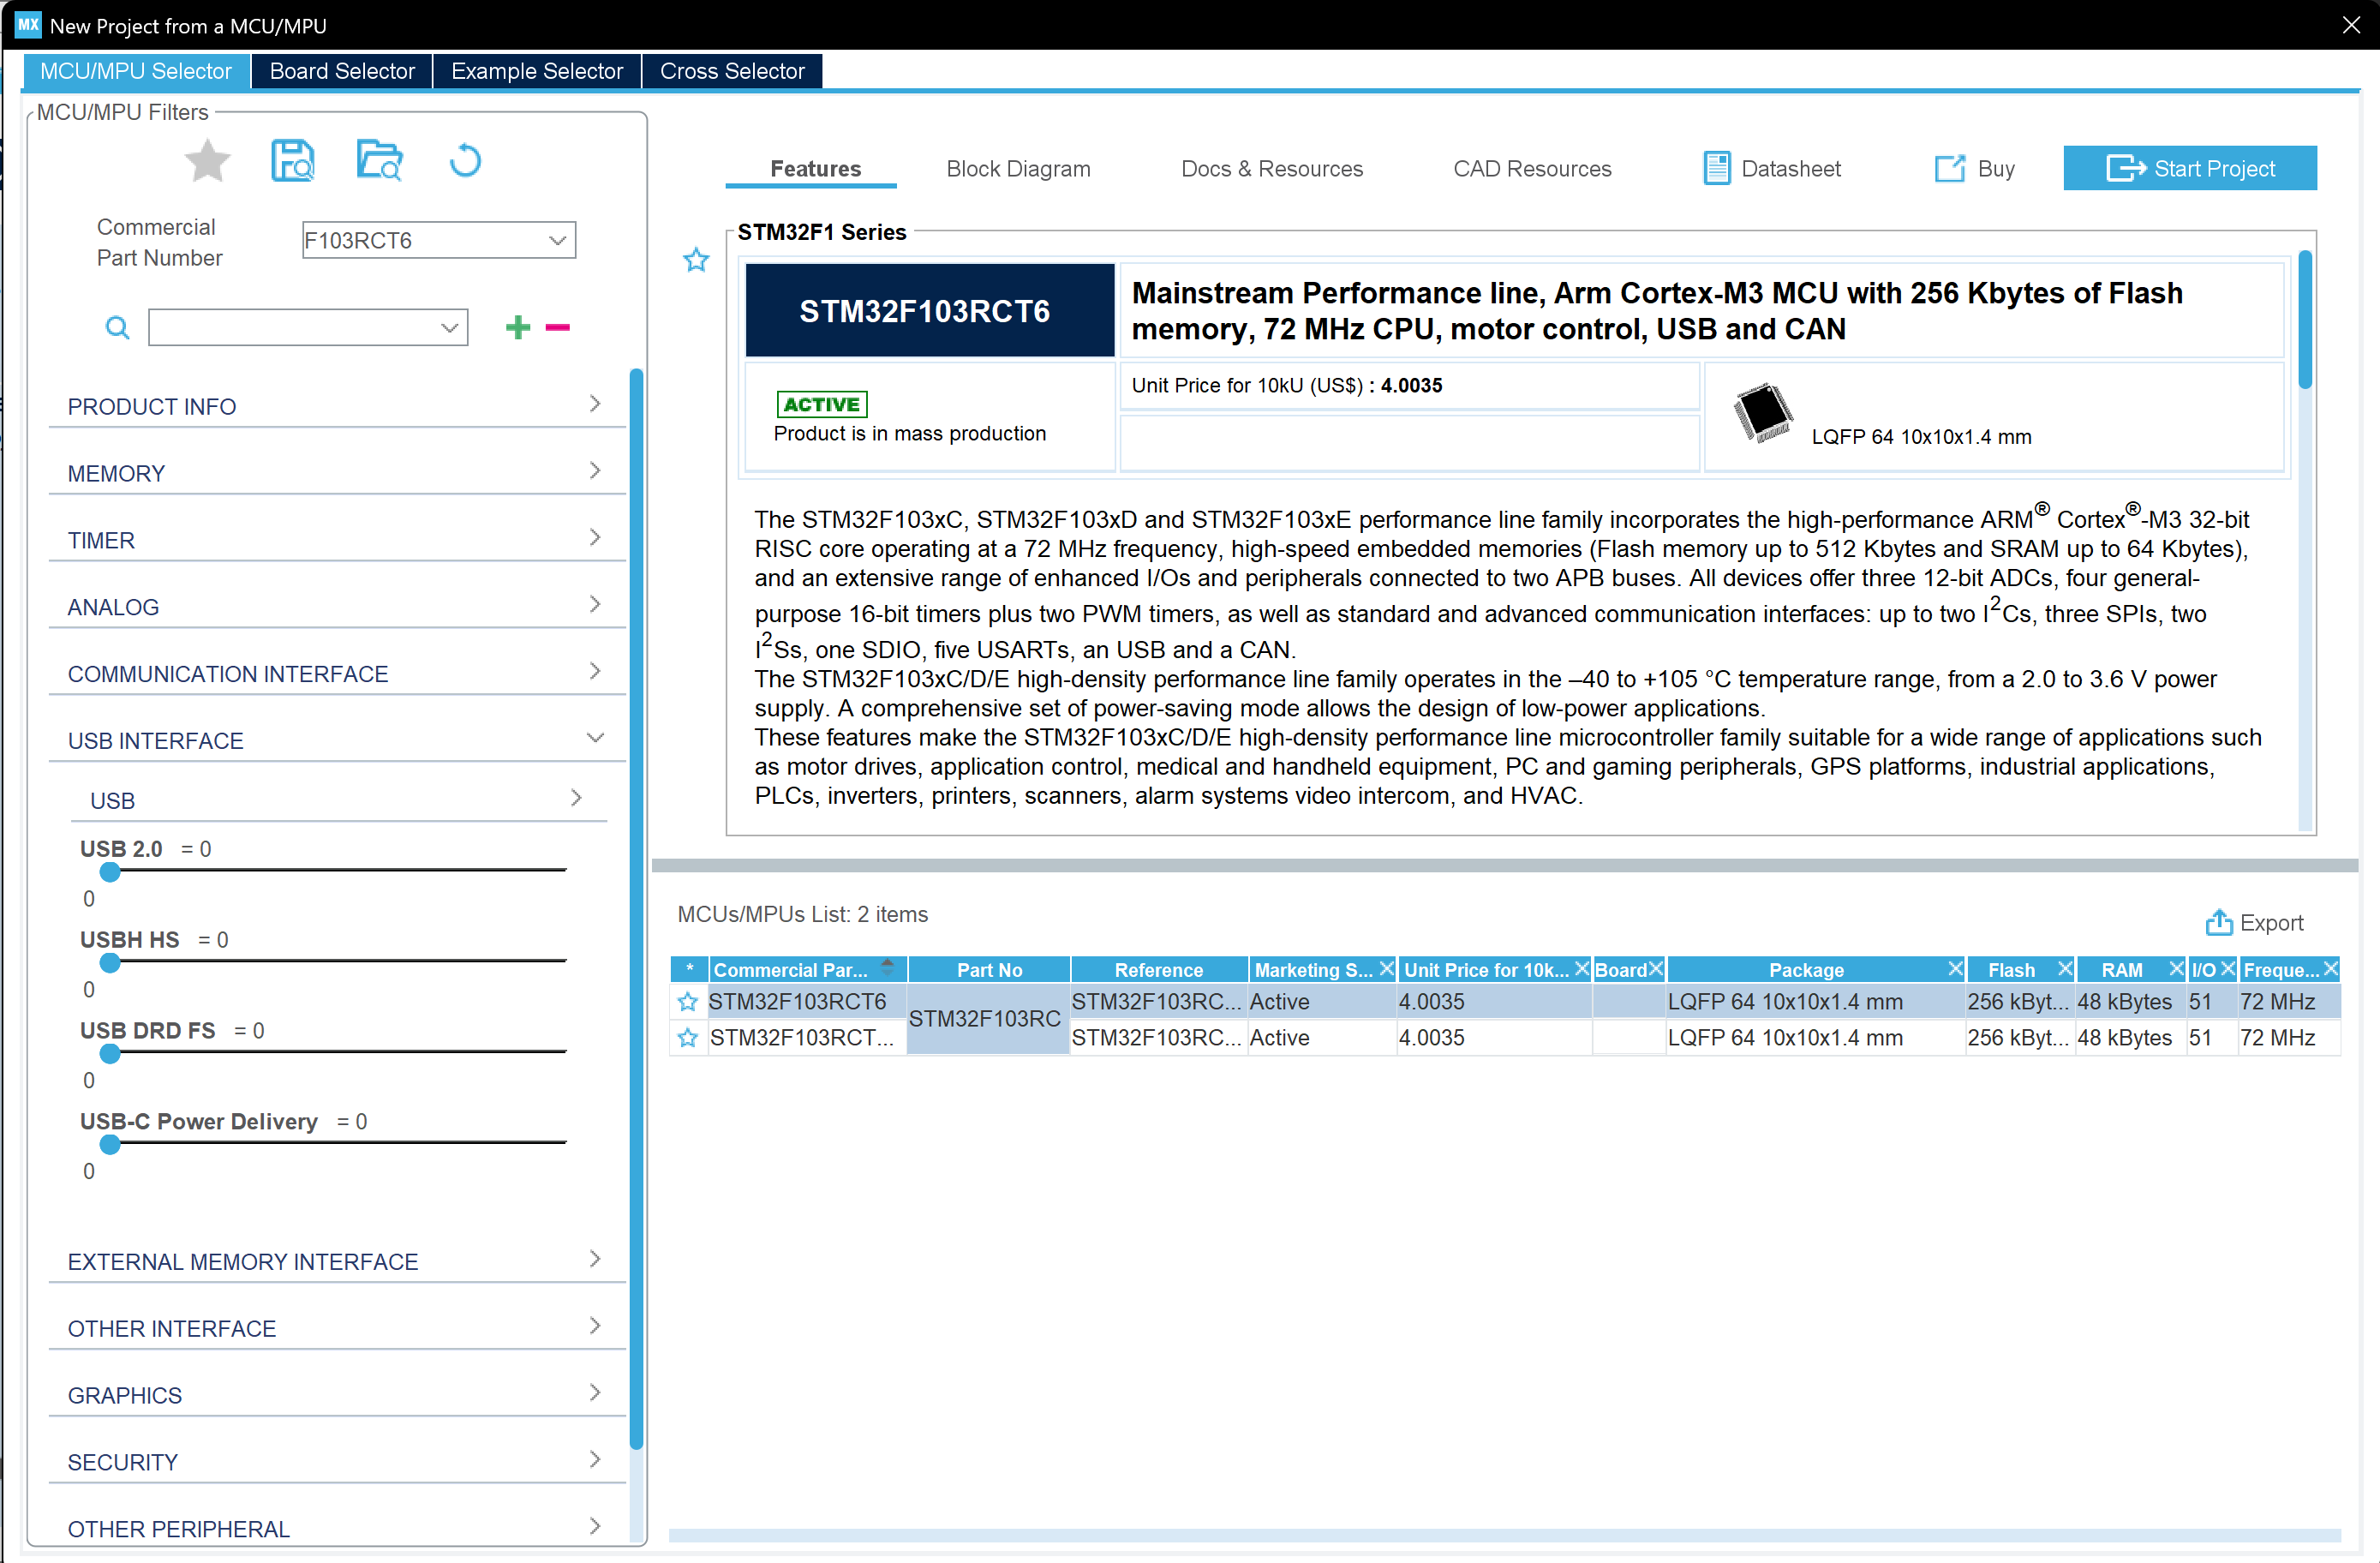 MX New Project from a MCU/MPU
MCU/MPU Selector Board Selector Example Selector Cross Selector
MCU/MPU Filters
Commercial
Part Number
F103RCT6
PRODUCT INFO
MEMORY
TIMER
ANALOG
COMMUNICATION INTERFACE
USB INTERFACE
USB
USB 2.0 = 0
0
USBH HS = 0
0
USB DRD FS = 0
0
USB-C Power Delivery = 0
0
EXTERNAL MEMORY INTERFACE
OTHER INTERFACE
GRAPHICS
SECURITY
OTHER PERIPHERAL
Features Block Diagram Docs & Resources CAD Resources Datasheet Buy Start Project
STM32F1 Series
STM32F103RCT6
Mainstream Performance line, Arm Cortex-M3 MCU with 256 Kbytes of Flash
memory, 72 MHz CPU, motor control, USB and CAN
ACTIVE
Product is in mass production
Unit Price for 10kU (US$) : 4.0035
LQFP 64 10x10x1.4 mm
The STM32F103xC, STM32F103xD and STM32F103xE performance line family incorporates the high-performance ARM® Cortex®-M3 32-bit
RISC core operating at a 72 MHz frequency, high-speed embedded memories (Flash memory up to 512 Kbytes and SRAM up to 64 Kbytes),
and an extensive range of enhanced I/Os and peripherals connected to two APB buses. All devices offer three 12-bit ADCs, four general-
purpose 16-bit timers plus two PWM timers, as well as standard and advanced communication interfaces: up to two I²Cs, three SPIs, two
I²Ss, one SDIO, five USARTs, an USB and a CAN.
The STM32F103xC/D/E high-density performance line family operates in the –40 to +105 °C temperature range, from a 2.0 to 3.6 V power
supply. A comprehensive set of power-saving mode allows the design of low-power applications.
These features make the STM32F103xC/D/E high-density performance line microcontroller family suitable for a wide range of applications such
as motor drives, application control, medical and handheld equipment, PC and gaming peripherals, GPS platforms, industrial applications,
PLCs, inverters, printers, scanners, alarm systems video intercom, and HVAC.
MCUs/MPUs List: 2 items
Export
* Commercial Par... Part No Reference Marketing S... Unit Price for 10k... Board Package Flash RAM I/O Freque...
STM32F103RCT6 STM32F103RC STM32F103RC... Active 4.0035 LQFP 64 10x10x1.4 mm 256 kByt... 48 kBytes 51 72 MHz
STM32F103RCT... STM32F103RC... Active 4.0035 LQFP 64 10x10x1.4 mm 256 kByt... 48 kBytes 51 72 MHz